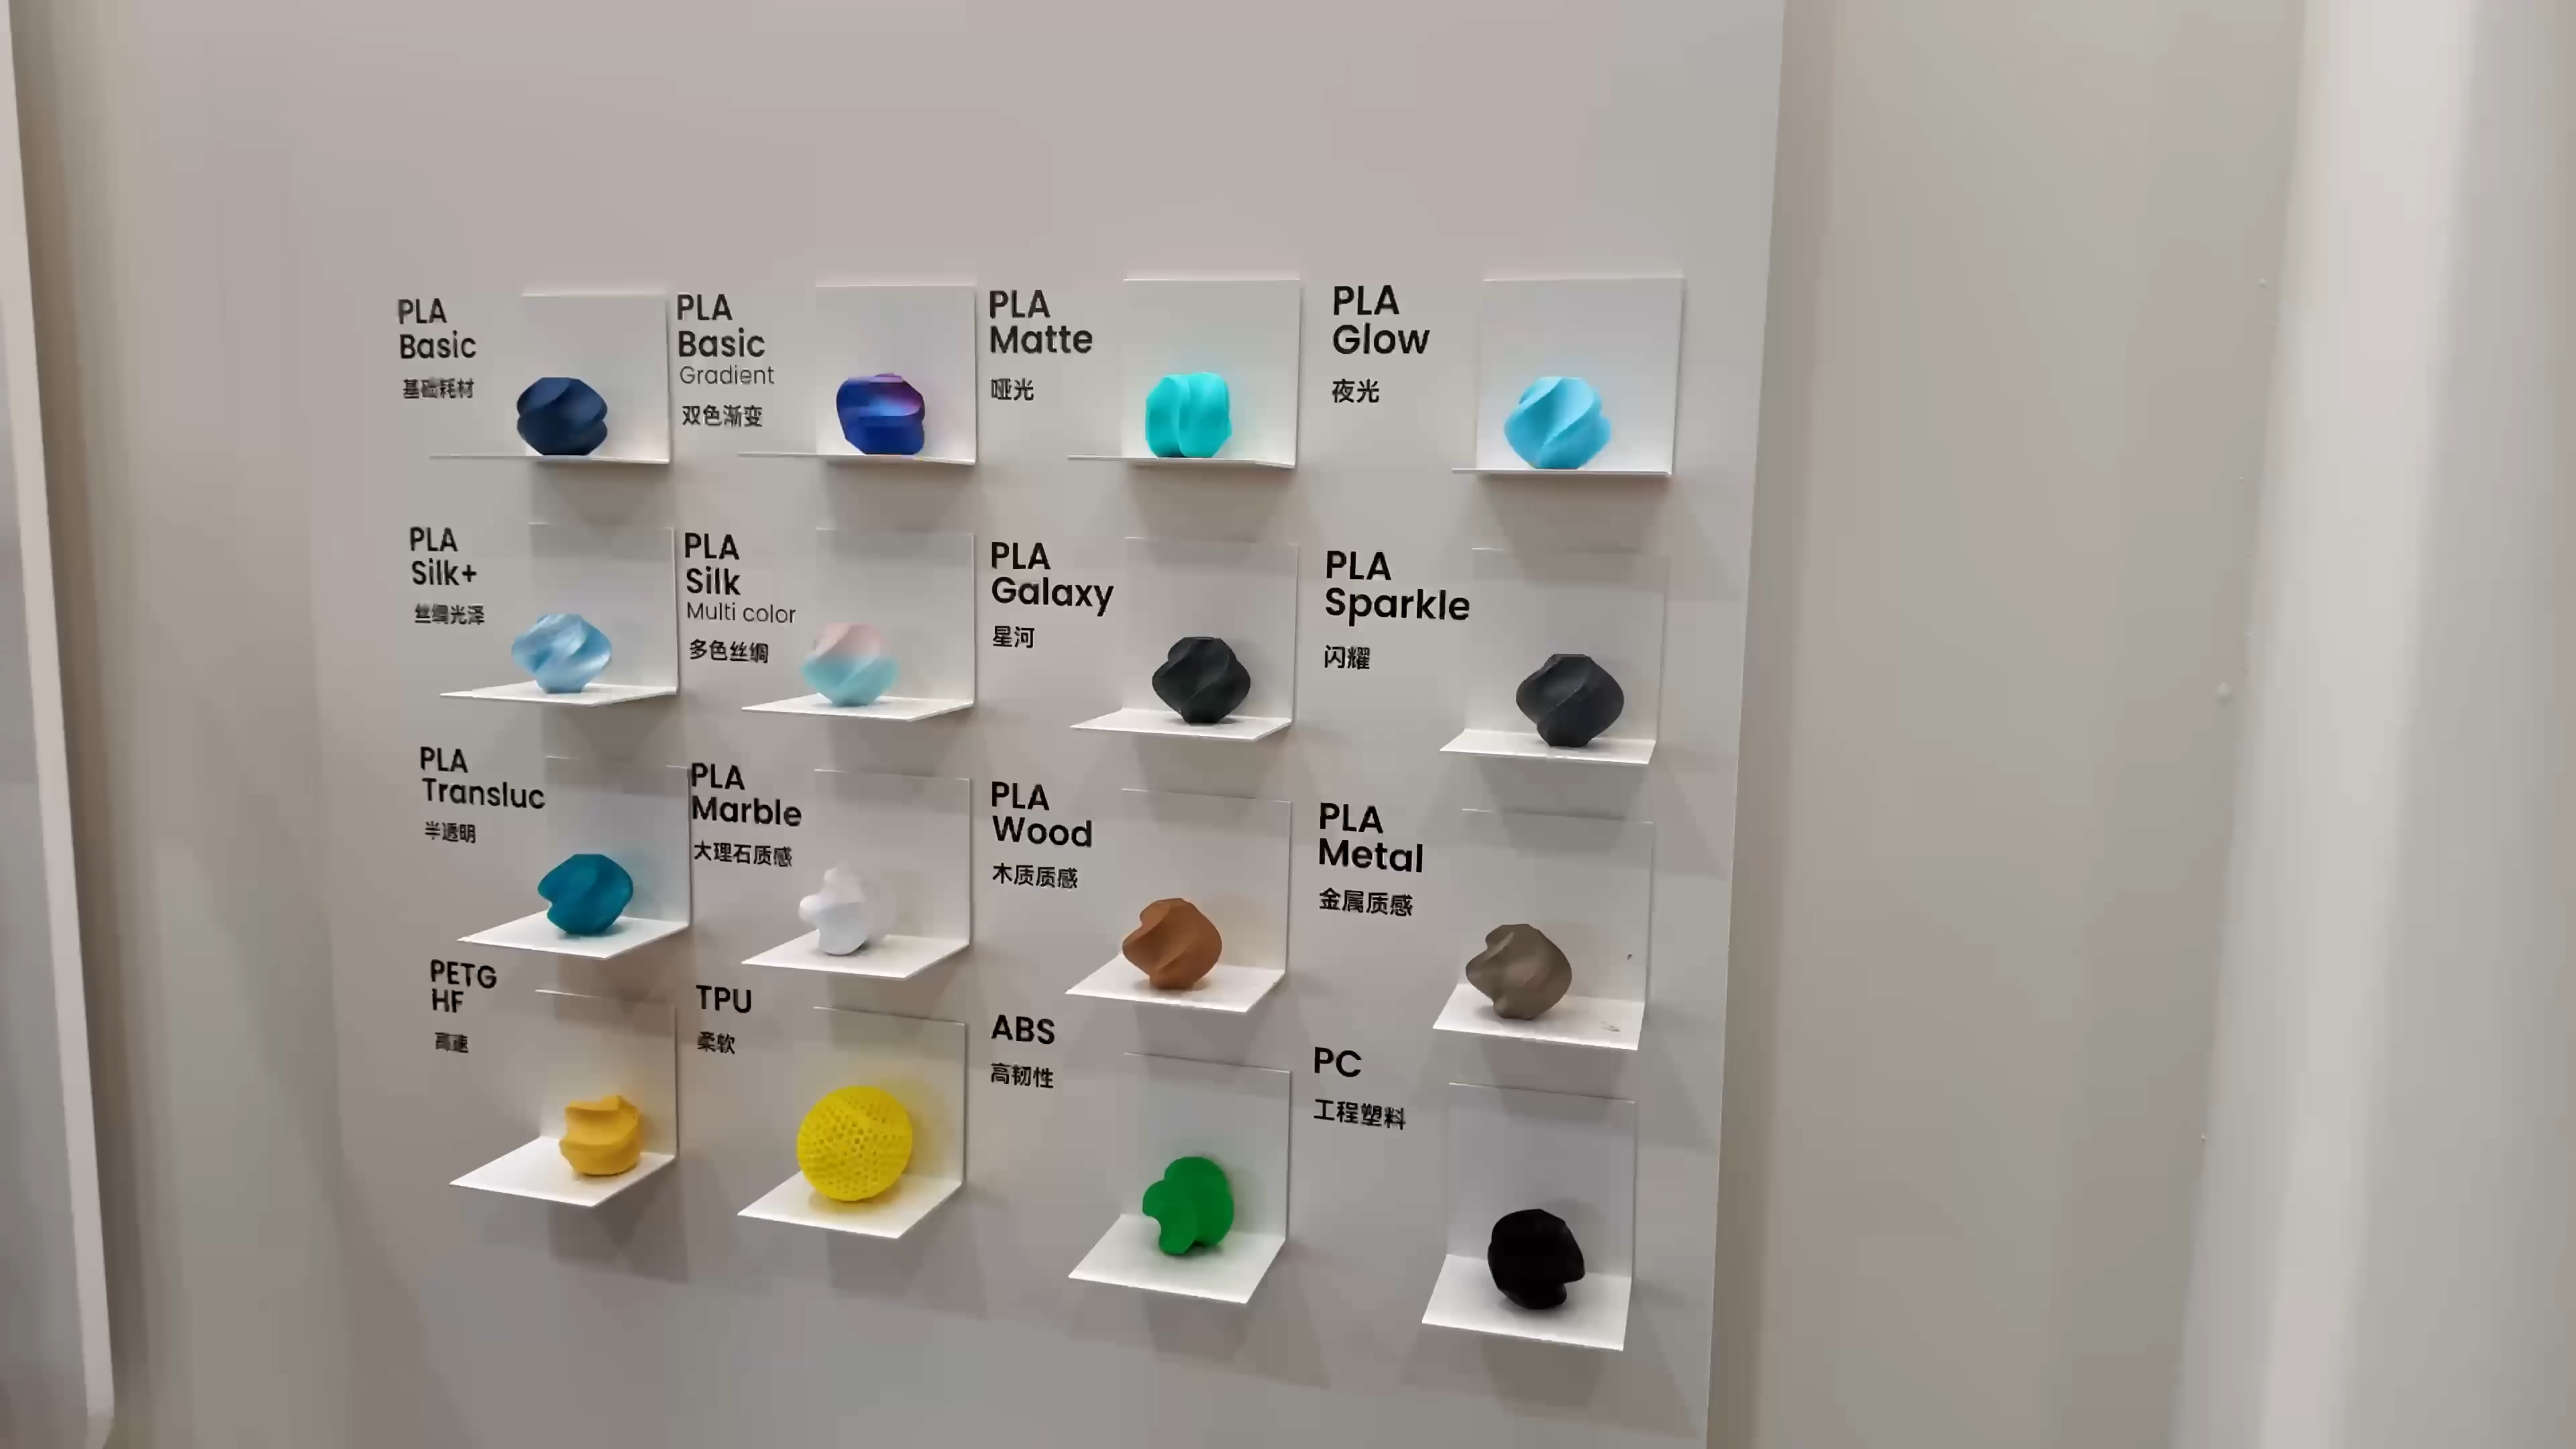 PLA
Basic
基础耗材
PLA
Basic
Gradient
双色渐变
PLA
Matte
哑光
PLA
Glow
夜光
PLA
Silk+
丝绸光泽
PLA
Silk
Multi color
多色丝绸
PLA
Galaxy
星河
PLA
Sparkle
闪耀
PLA
Transluc
半透明
PLA
Marble
大理石质感
PLA
Wood
木质质感
PLA
Metal
金属质感
PETG
HF
高速
TPU
柔软
ABS
高韧性
PC
工程塑料